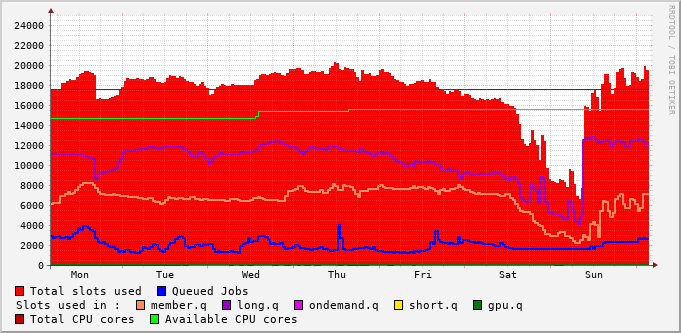 RRDTOOL / TOBI OETIKER
24000
22000
20000
18000
16000
14000
12000
10000
8000
6000
4000
2000
0
Mon Tue Wed Thu Fri Sat Sun
Total slots used Queued Jobs
Slots used in : member.q long.q ondemand.q short.q gpu.q
Total CPU cores Available CPU cores